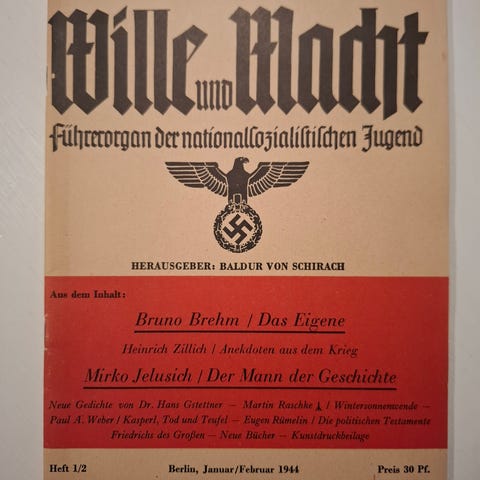 Wille und Macht
Führerorgan der nationalsozialistischen Jugend
HERAUSGEBER: BALDUR VON SCHIRACH
Aus dem Inhalt:
Bruno Brehm / Das Eigene
Heinrich Zillich / Anekdoten aus dem Krieg
Mirko Jelusich / Der Mann der Geschichte
Neue Gedichte von Dr. Hans Gstettner — Martin Raschke / Wintersonnenwende —
Paul A. Weber / Kasperl, Tod und Teufel — Eugen Rümelin / Die politischen Testamente
Friedrichs des Großen — Neue Bücher — Kunstdruckbeilage
Heft 1/2 Berlin, Januar/Februar 1944 Preis 30 Pf.